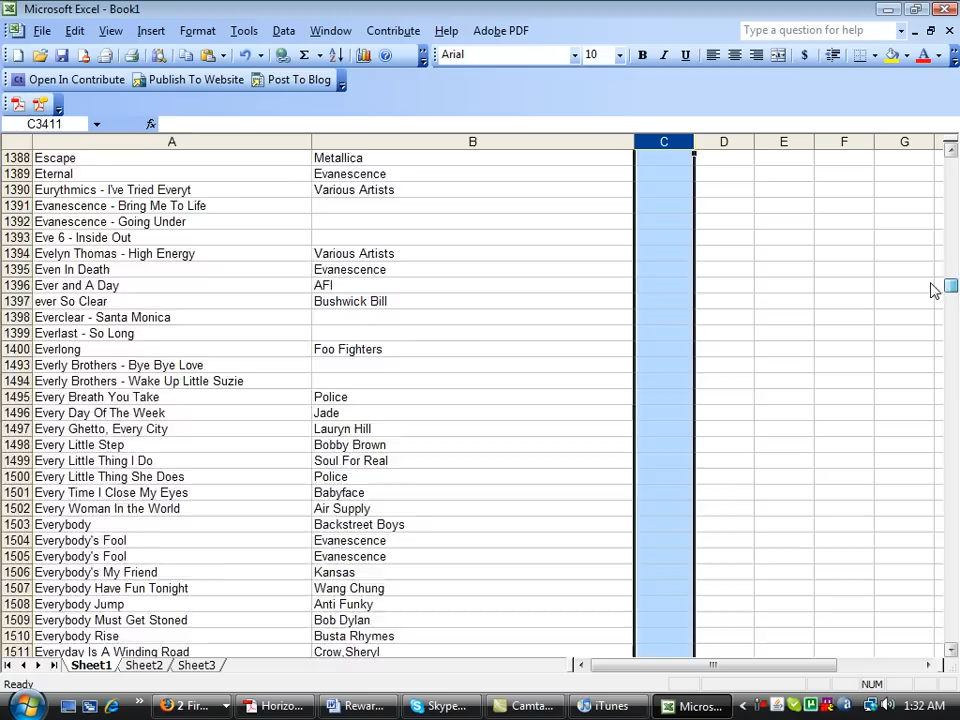 Microsoft Excel - Book1
File Edit View Insert Format Tools Data Window Contribute Help Adobe PDF Type a question for help
Arial 10 B I U $
Ct Open In Contribute Publish To Website Post To Blog
C3411 fx
A B C D E F G
1388 Escape Metallica
1389 Eternal Evanescence
1390 Eurythmics - I've Tried Everyt Various Artists
1391 Evanescence - Bring Me To Life
1392 Evanescence - Going Under
1393 Eve 6 - Inside Out
1394 Evelyn Thomas - High Energy Various Artists
1395 Even In Death Evanescence
1396 Ever and A Day AFI
1397 ever So Clear Bushwick Bill
1398 Everclear - Santa Monica
1399 Everlast - So Long
1400 Everlong Foo Fighters
1493 Everly Brothers - Bye Bye Love
1494 Everly Brothers - Wake Up Little Suzie
1495 Every Breath You Take Police
1496 Every Day Of The Week Jade
1497 Every Ghetto, Every City Lauryn Hill
1498 Every Little Step Bobby Brown
1499 Every Little Thing I Do Soul For Real
1500 Every Little Thing She Does Police
1501 Every Time I Close My Eyes Babyface
1502 Every Woman In the World Air Supply
1503 Everybody Backstreet Boys
1504 Everybody's Fool Evanescence
1505 Everybody's Fool Evanescence
1506 Everybody's My Friend Kansas
1507 Everybody Have Fun Tonight Wang Chung
1508 Everybody Jump Anti Funky
1509 Everybody Must Get Stoned Bob Dylan
1510 Everybody Rise Busta Rhymes
1511 Everyday Is A Winding Road Crow,Sheryl
Sheet1 Sheet2 Sheet3
Ready NUM
2 Fir... Horizo... Rewar... Skype... Camta... iTunes Micros... 1:32 AM